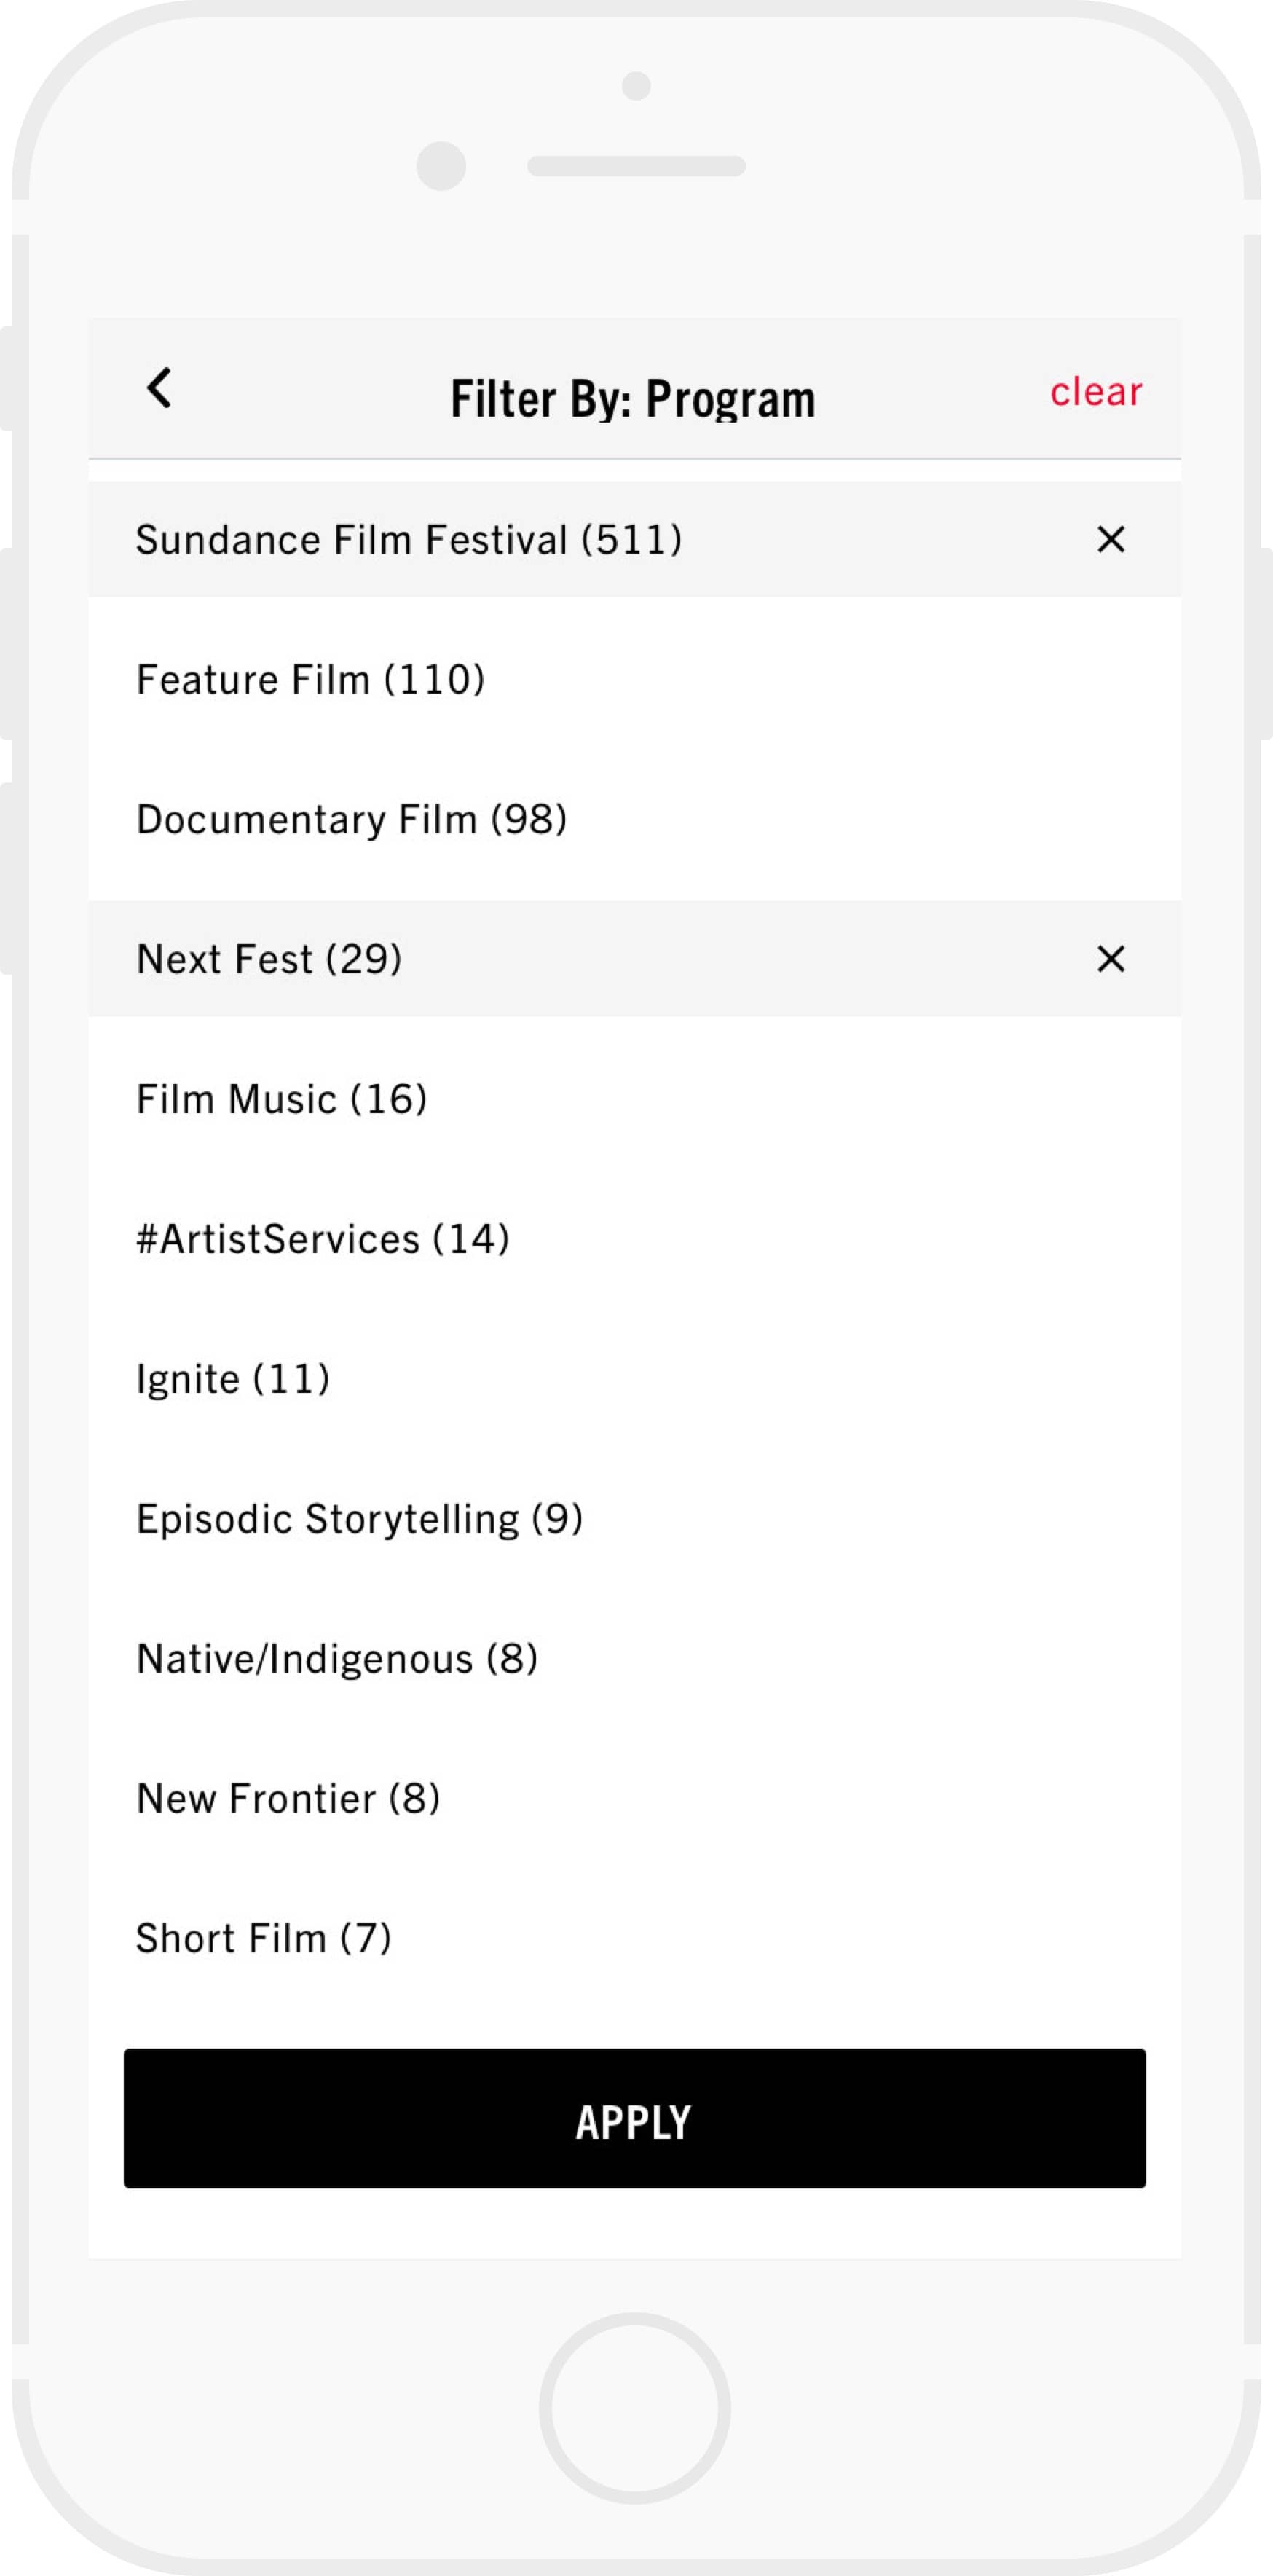 Filter By: Program
clear
Sundance Film Festival (511)
Feature Film (110)
Documentary Film (98)
Next Fest (29)
Film Music (16)
#ArtistServices (14)
Ignite (11)
Episodic Storytelling (9)
Native/Indigenous (8)
New Frontier (8)
Short Film (7)
APPLY